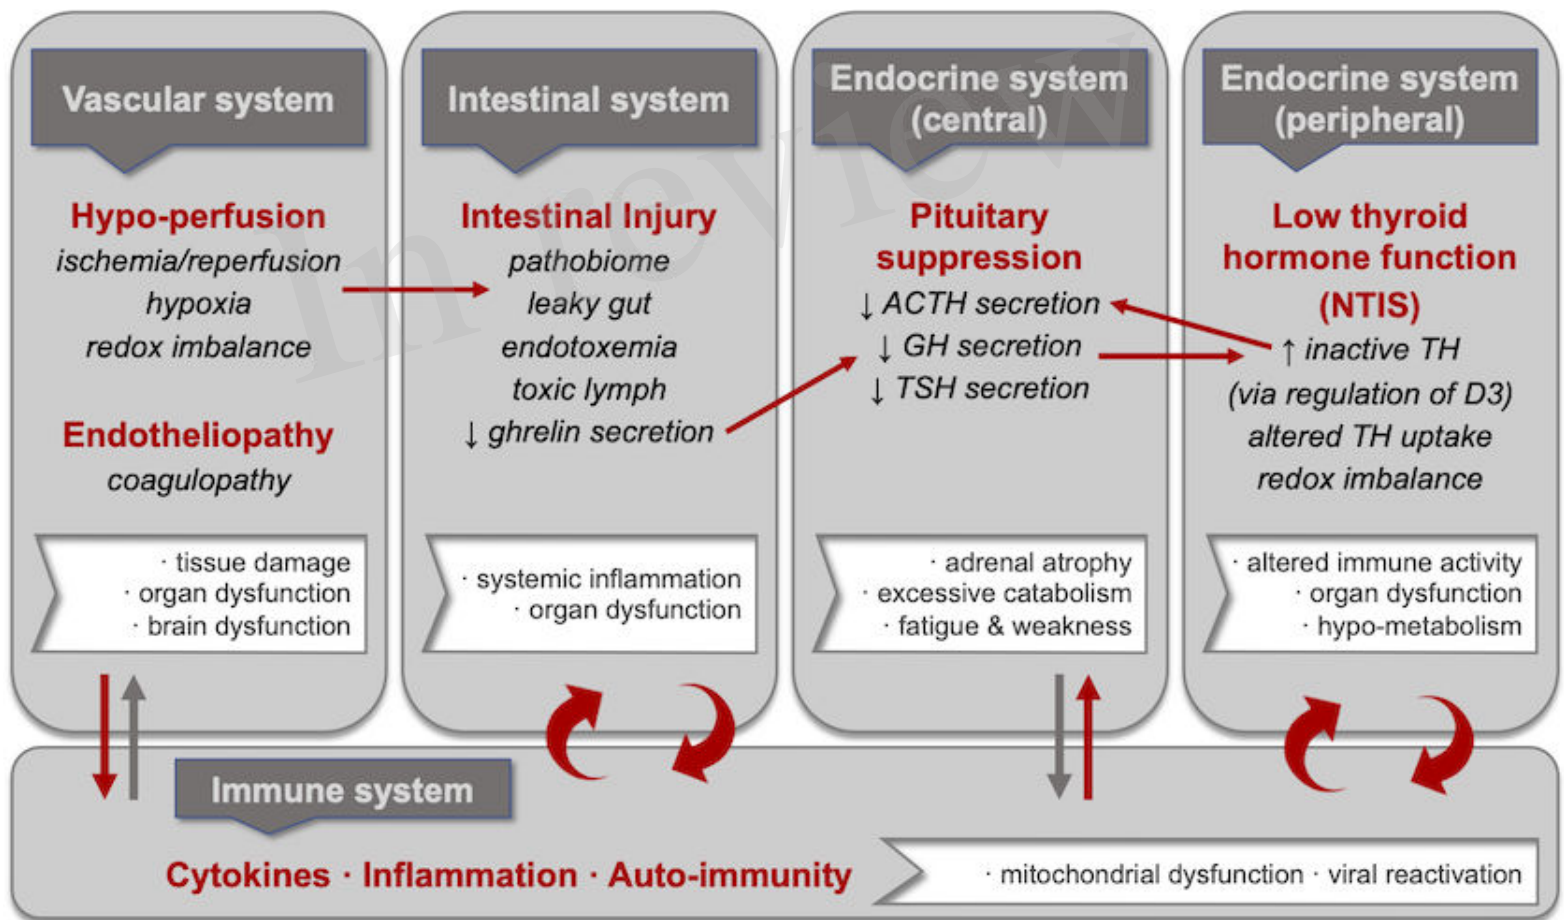 Vascular system
Hypo-perfusion
ischemia/reperfusion
hypoxia
redox imbalance
Endotheliopathy
coagulopathy
· tissue damage
· organ dysfunction
· brain dysfunction
Intestinal system
Intestinal Injury
pathobiome
leaky gut
endotoxemia
toxic lymph
↓ ghrelin secretion
· systemic inflammation
· organ dysfunction
Endocrine system
(central)
Pituitary
suppression
↓ ACTH secretion
↓ GH secretion
↓ TSH secretion
· adrenal atrophy
· excessive catabolism
· fatigue & weakness
Endocrine system
(peripheral)
Low thyroid
hormone function
(NTIS)
↑ inactive TH
(via regulation of D3)
altered TH uptake
redox imbalance
· altered immune activity
· organ dysfunction
· hypo-metabolism
Immune system
Cytokines · Inflammation · Auto-immunity
· mitochondrial dysfunction · viral reactivation
In review